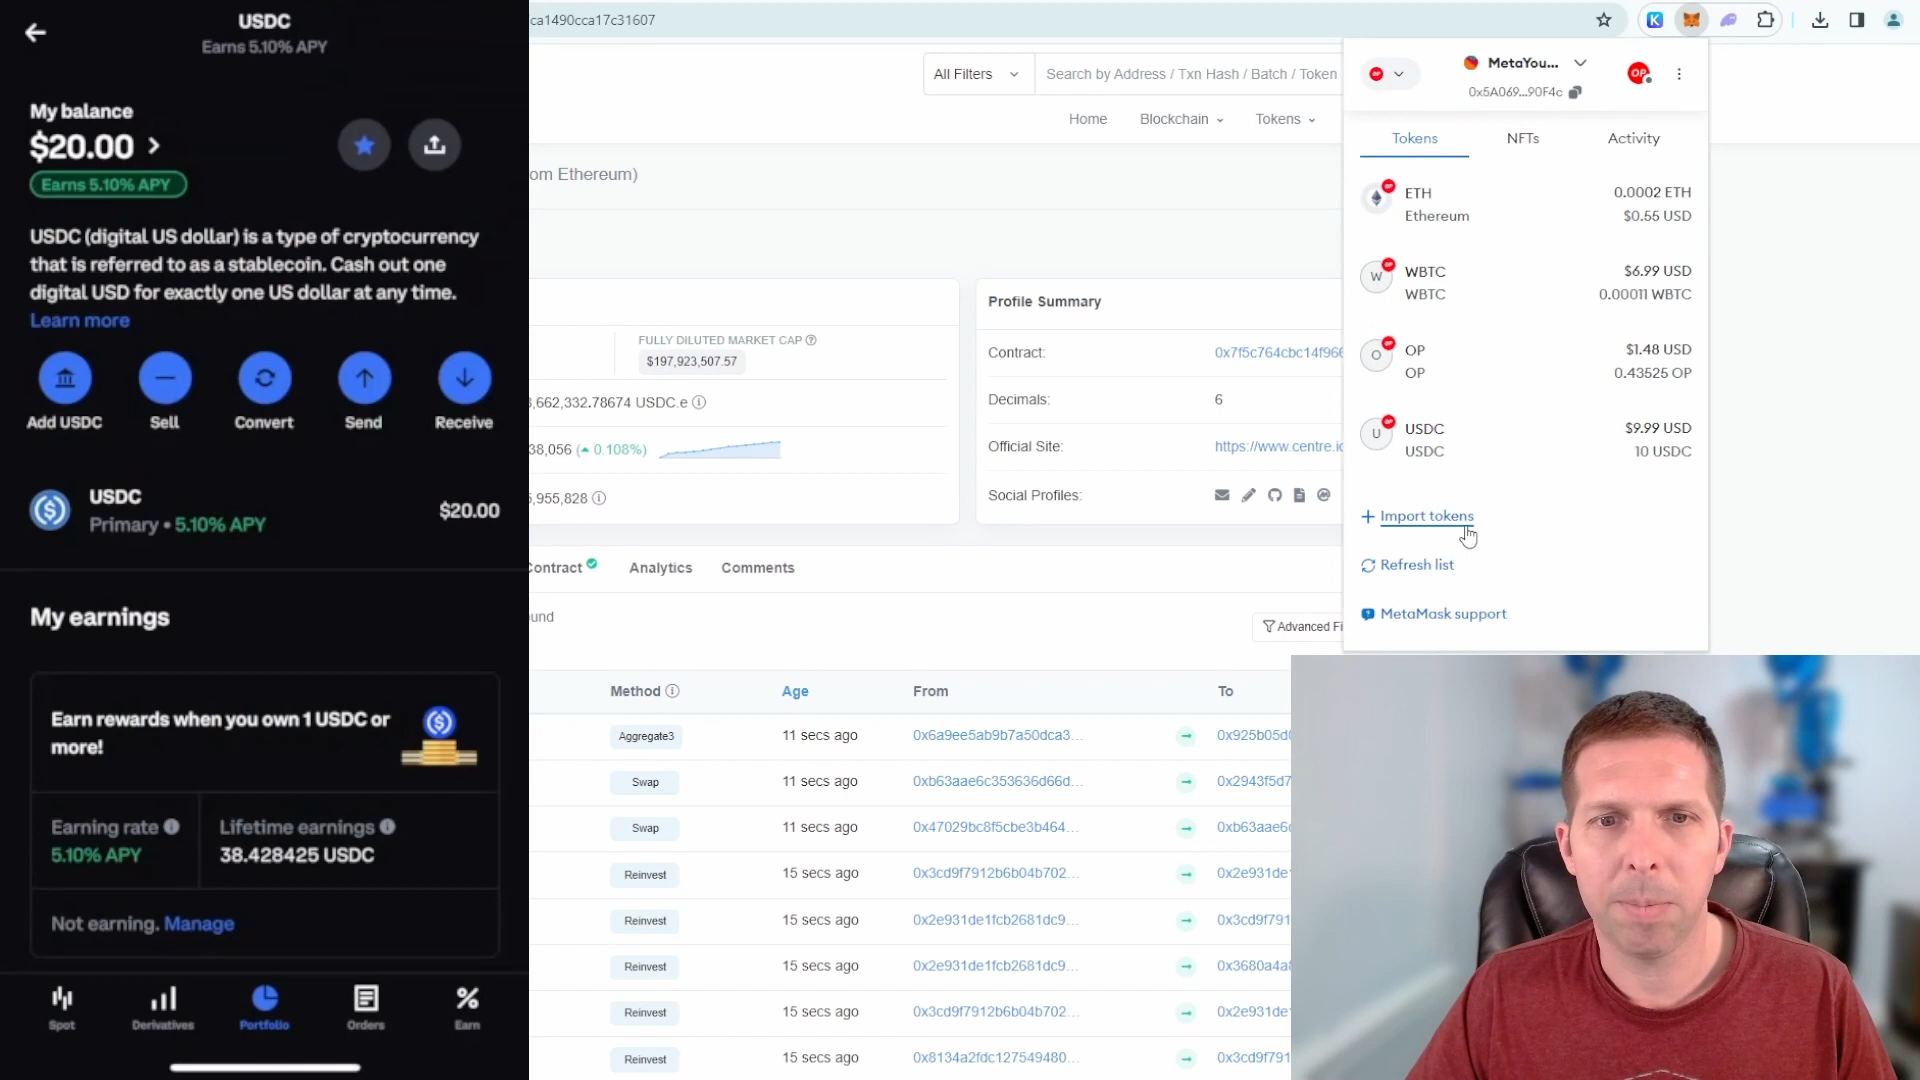 USDC
Earns 5.10% APY
My balance
$20.00
Earns 5.10% APY
USDC (digital US dollar) is a type of cryptocurrency
that is referred to as a stablecoin. Cash out one
digital USD for exactly one US dollar at any time.
Learn more
Add USDC
Sell
Convert
Send
Receive
USDC
Primary • 5.10% APY
$20.00
My earnings
Earn rewards when you own 1 USDC or
more!
Earning rate
5.10% APY
Lifetime earnings
38.428425 USDC
Not earning. Manage
Spot
Derivatives
Portfolio
Orders
Earn
ca1490cca17c31607
All Filters
Search by Address / Txn Hash / Batch / Token
Home
Blockchain
Tokens
om Ethereum)
FULLY DILUTED MARKET CAP
$197,923,507.57
,662,332.78674 USDC.e
38,056 (0.108%)
,955,828
Profile Summary
Contract:
0x7f5c764cbc14f966
Decimals:
6
Official Site:
https://www.centre.i
Social Profiles:
ontract
Analytics
Comments
und
Advanced Fi
Method
Age
From
To
Aggregate3
11 secs ago
0x6a9ee5ab9b7a50dca3...
0x925b05d
Swap
11 secs ago
0xb63aae6c353636d66d...
0x2943f5d7
Swap
11 secs ago
0x47029bc8f5cbe3b464...
0xb63aae6
Reinvest
15 secs ago
0x3cd9f7912b6b04b702...
0x2e931de
Reinvest
15 secs ago
0x2e931de1fcb2681dc9...
0x3cd9f791
Reinvest
15 secs ago
0x2e931de1fcb2681dc9...
0x3680a4a
Reinvest
15 secs ago
0x3cd9f7912b6b04b702...
0x2e931de
Reinvest
15 secs ago
0x8134a2fdc127549480...
0x3cd9f791
K
OP
MetaYou...
0x5A069...90F4c
OP
Tokens
NFTs
Activity
ETH
Ethereum
0.0002 ETH
$0.55 USD
W
WBTC
WBTC
$6.99 USD
0.00011 WBTC
O
OP
OP
$1.48 USD
0.43525 OP
U
USDC
USDC
$9.99 USD
10 USDC
+ Import tokens
Refresh list
MetaMask support